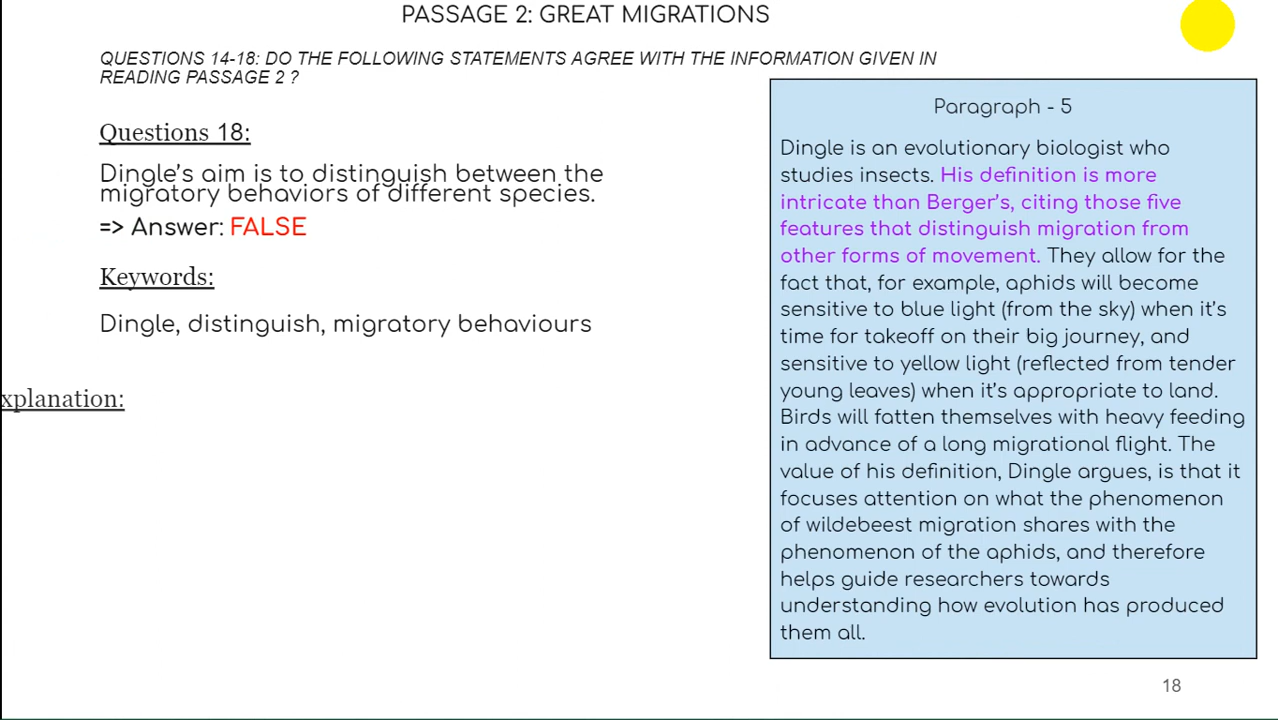 PASSAGE 2: GREAT MIGRATIONS
QUESTIONS 14-18: DO THE FOLLOWING STATEMENTS AGREE WITH THE INFORMATION GIVEN IN
READING PASSAGE 2 ?
Questions 18:
Dingle's aim is to distinguish between the
migratory behaviors of different species.
=> Answer: FALSE
Keywords:
Dingle, distinguish, migratory behaviours
xplanation:
Paragraph - 5
Dingle is an evolutionary biologist who
studies insects. His definition is more
intricate than Berger's, citing those five
features that distinguish migration from
other forms of movement. They allow for the
fact that, for example, aphids will become
sensitive to blue light (from the sky) when it's
time for takeoff on their big journey, and
sensitive to yellow light (reflected from tender
young leaves) when it's appropriate to land.
Birds will fatten themselves with heavy feeding
in advance of a long migrational flight. The
value of his definition, Dingle argues, is that it
focuses attention on what the phenomenon
of wildebeest migration shares with the
phenomenon of the aphids, and therefore
helps guide researchers towards
understanding how evolution has produced
them all.
18